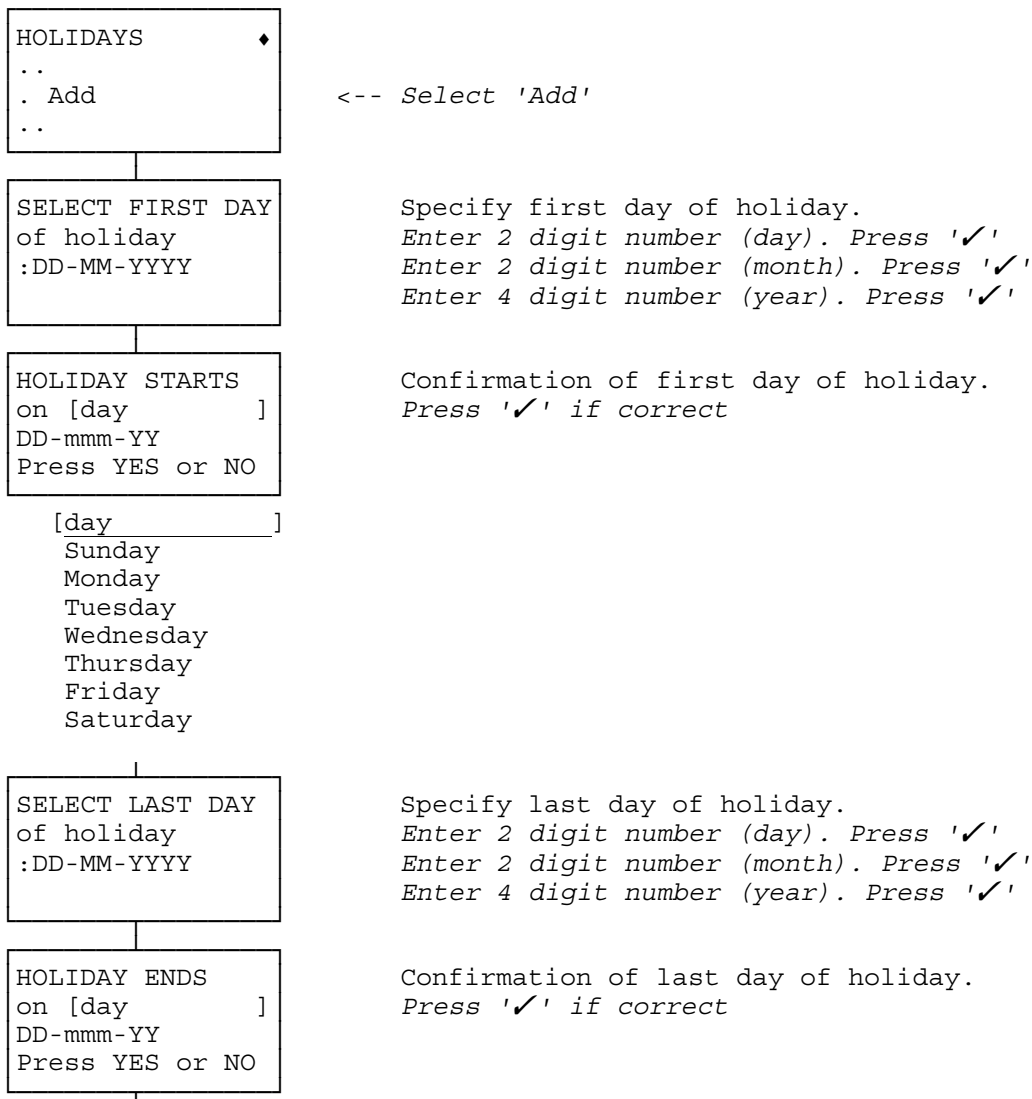 HOLIDAYS ♦
..
. Add <-- Select 'Add'
..
SELECT FIRST DAY Specify first day of holiday.
of holiday Enter 2 digit number (day). Press '✓'
:DD-MM-YYYY Enter 2 digit number (month). Press '✓'
Enter 4 digit number (year). Press '✓'
HOLIDAY STARTS Confirmation of first day of holiday.
on [day ] Press '✓' if correct
DD-mmm-YY
Press YES or NO
[day ]
Sunday
Monday
Tuesday
Wednesday
Thursday
Friday
Saturday
SELECT LAST DAY Specify last day of holiday.
of holiday Enter 2 digit number (day). Press '✓'
:DD-MM-YYYY Enter 2 digit number (month). Press '✓'
Enter 4 digit number (year). Press '✓'
HOLIDAY ENDS Confirmation of last day of holiday.
on [day ] Press '✓' if correct
DD-mmm-YY
Press YES or NO